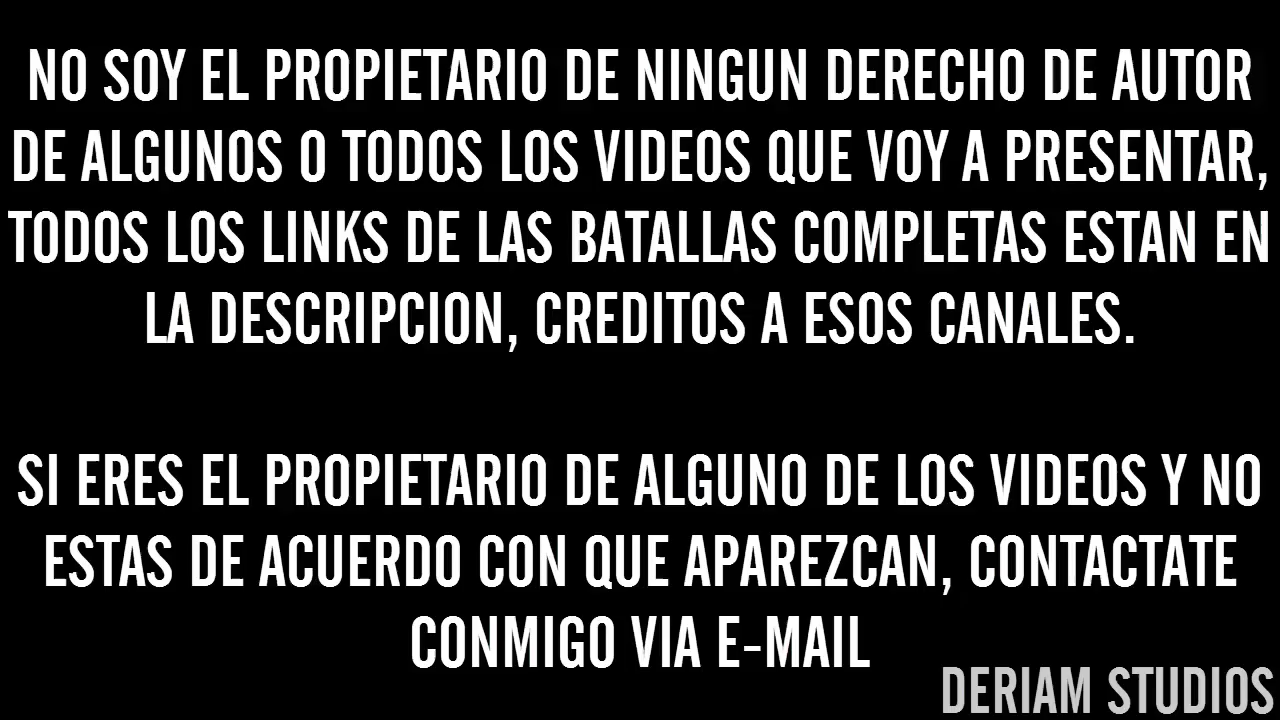 NO SOY EL PROPIETARIO DE NINGUN DERECHO DE AUTOR
DE ALGUNOS O TODOS LOS VIDEOS QUE VOY A PRESENTAR,
TODOS LOS LINKS DE LAS BATALLAS COMPLETAS ESTAN EN
LA DESCRIPCION, CREDITOS A ESOS CANALES.
SI ERES EL PROPIETARIO DE ALGUNO DE LOS VIDEOS Y NO
ESTAS DE ACUERDO CON QUE APAREZCAN, CONTACTATE
CONMIGO VIA E-MAIL
DERIAM STUDIOS